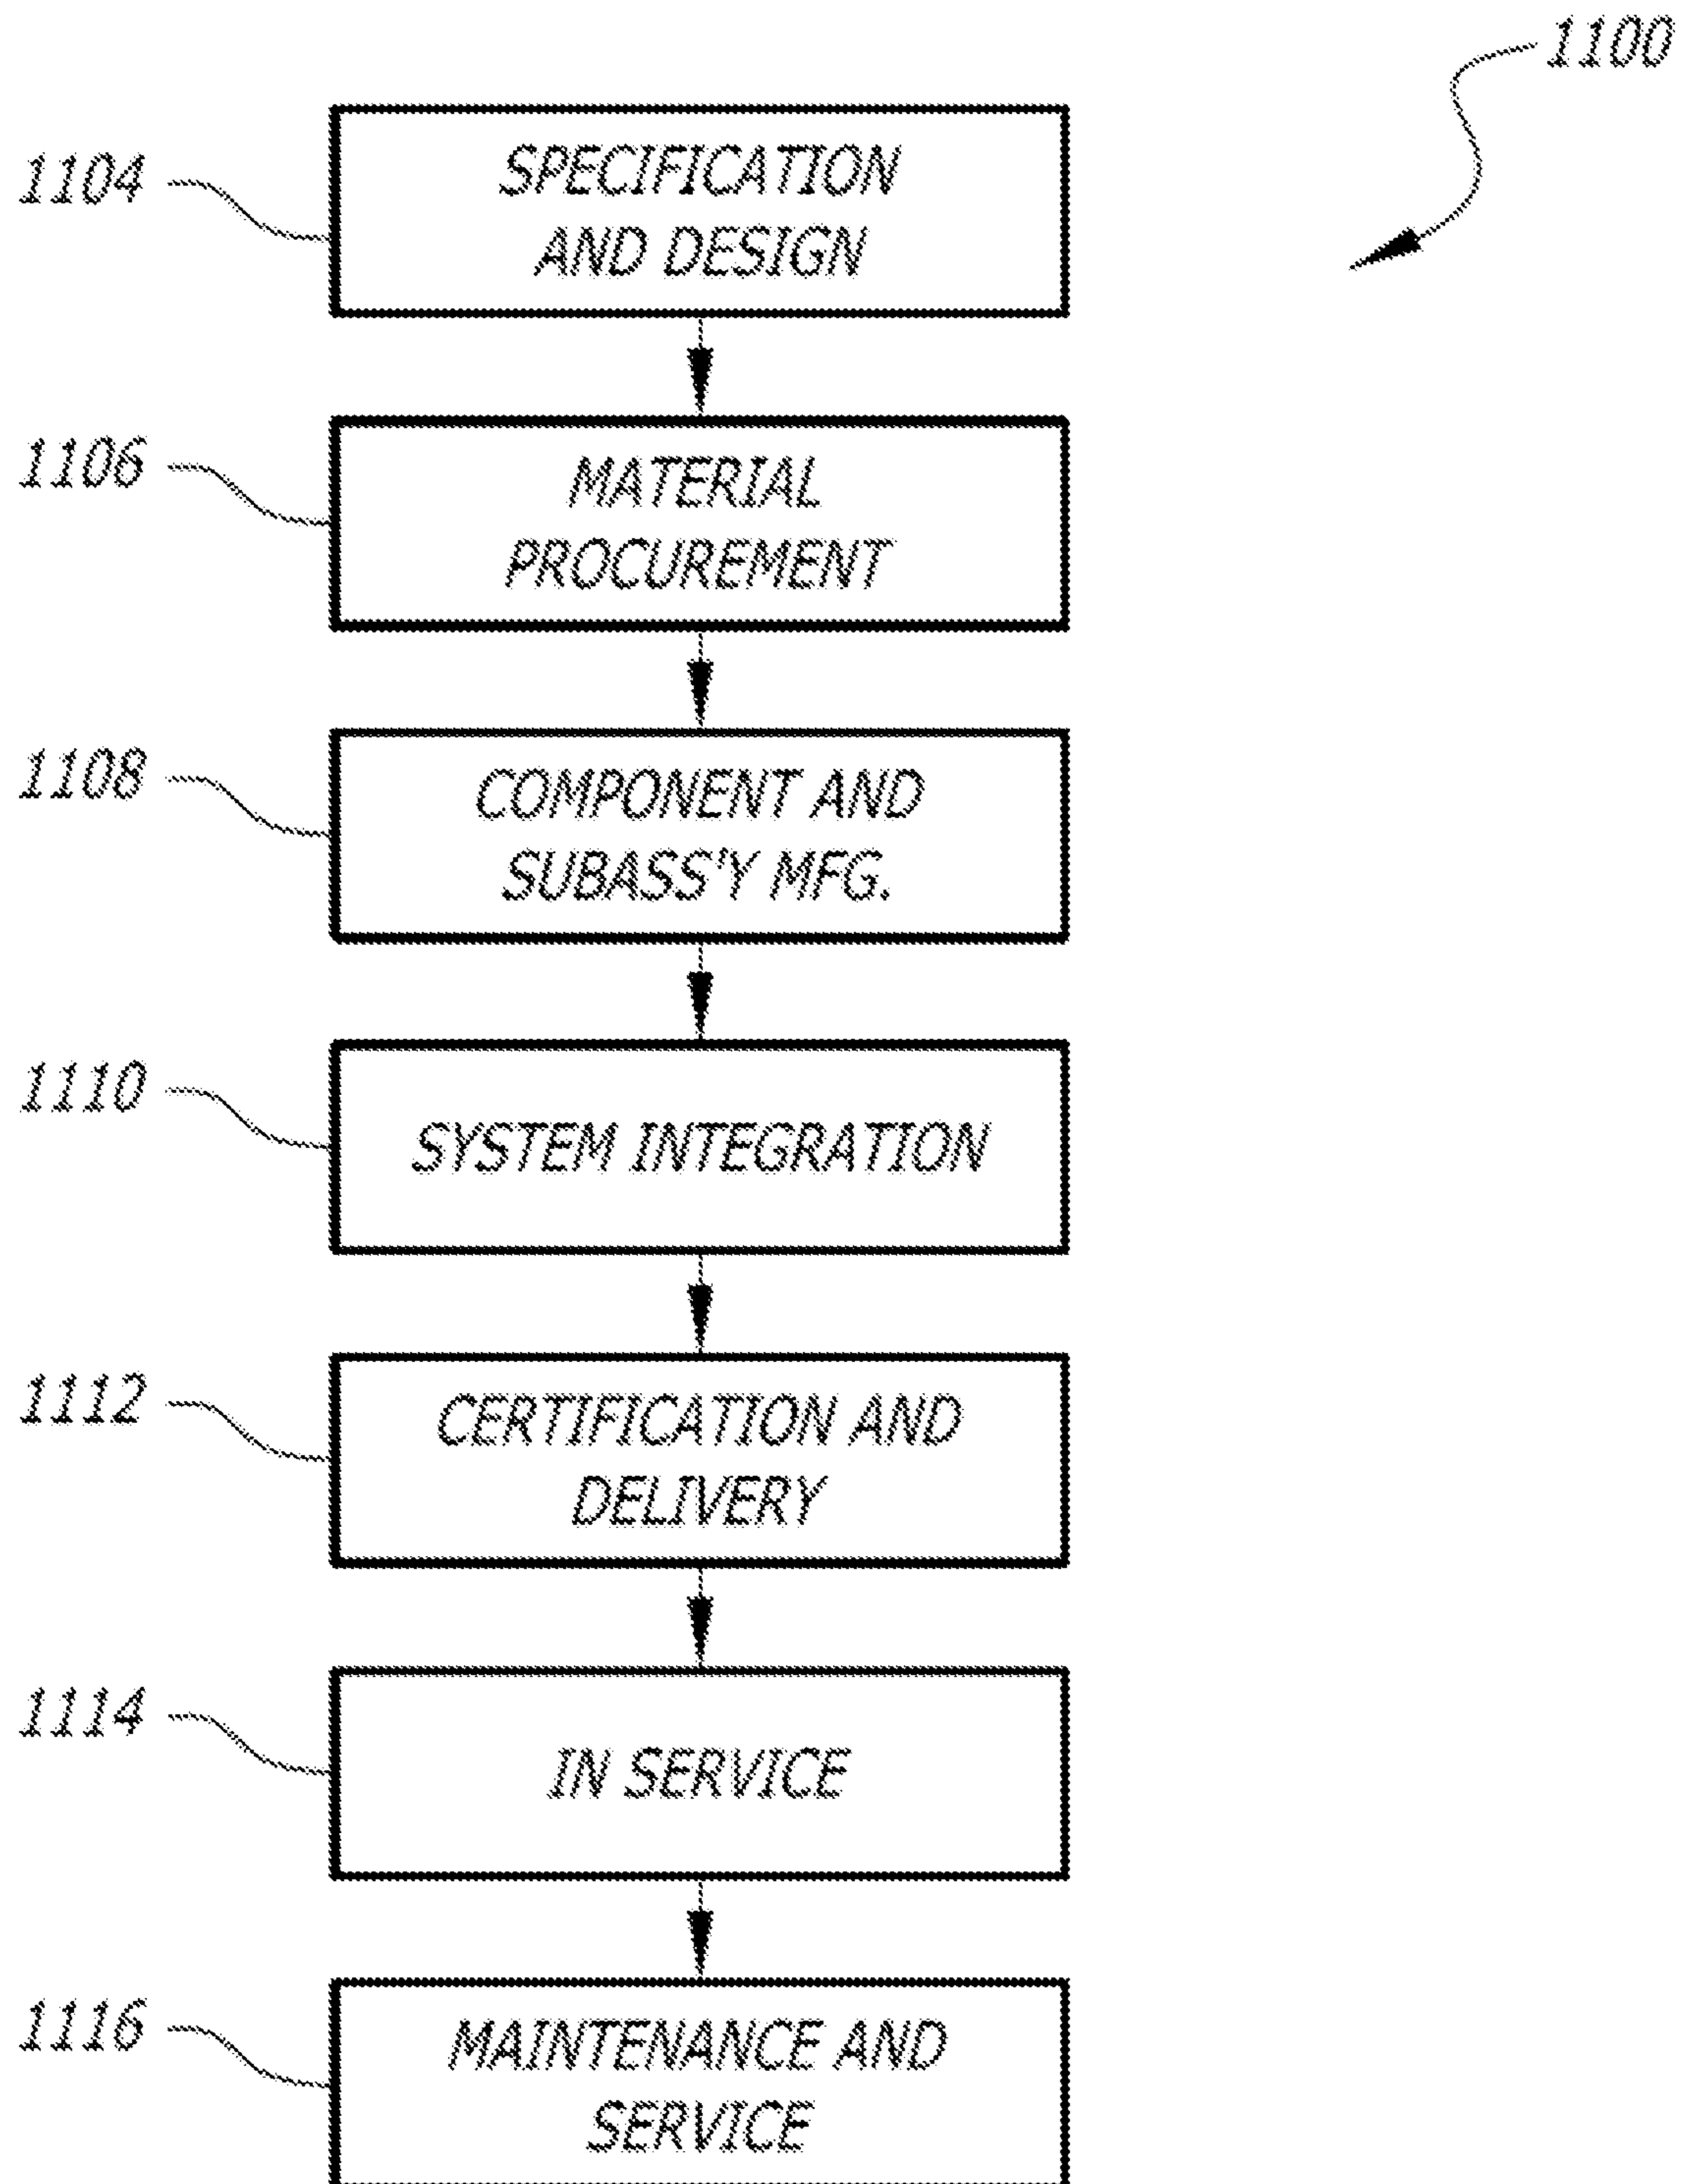 1100
1104
SPECIFICATION
AND DESIGN
1106
MATERIAL
PROCUREMENT
1108
COMPONENT AND
SUBASS'Y MFG.
1110
SYSTEM INTEGRATION
1112
CERTIFICATION AND
DELIVERY
1114
IN SERVICE
1116
MAINTENANCE AND
SERVICE